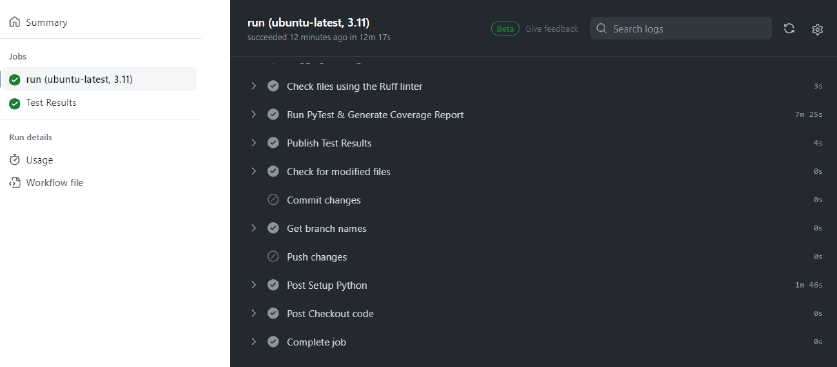 Summary
Jobs
run (ubuntu-latest, 3.11)
Test Results
Run details
Usage
Workflow file
run (ubuntu-latest, 3.11)
succeeded 12 minutes ago in 12m 17s
Beta Give feedback
Search logs
Check files using the Ruff linter 3s
Run PyTest & Generate Coverage Report 7m 25s
Publish Test Results 4s
Check for modified files 0s
Commit changes 0s
Get branch names 0s
Push changes 0s
Post Setup Python 1m 46s
Post Checkout code 0s
Complete job 0s